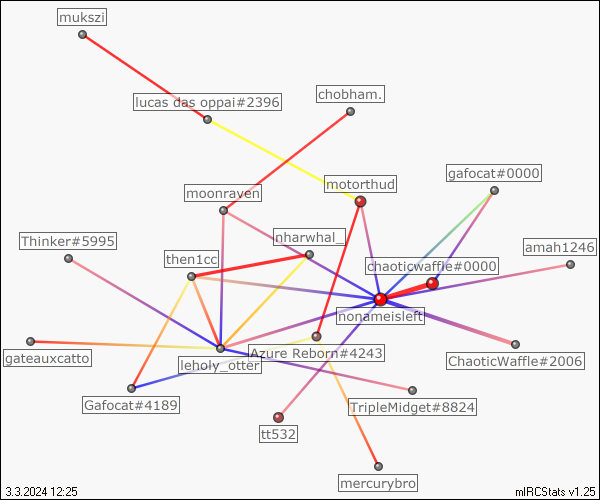 mukszi
chobham.
lucas das oppai#2396
gafocat#0000
motorthud
moonraven
nharwhal_
Thinker#5995
amah1246
then1cc
chaoticwaffle#0000
nonameisleft
gateauxcatto
leholy_otter
Azure Reborn#4243
ChaoticWaffle#2006
Gafocat#4189
TripleMidget#8824
tt532
mercurybro
3.3.2024 12:25
mIRCStats v1.25